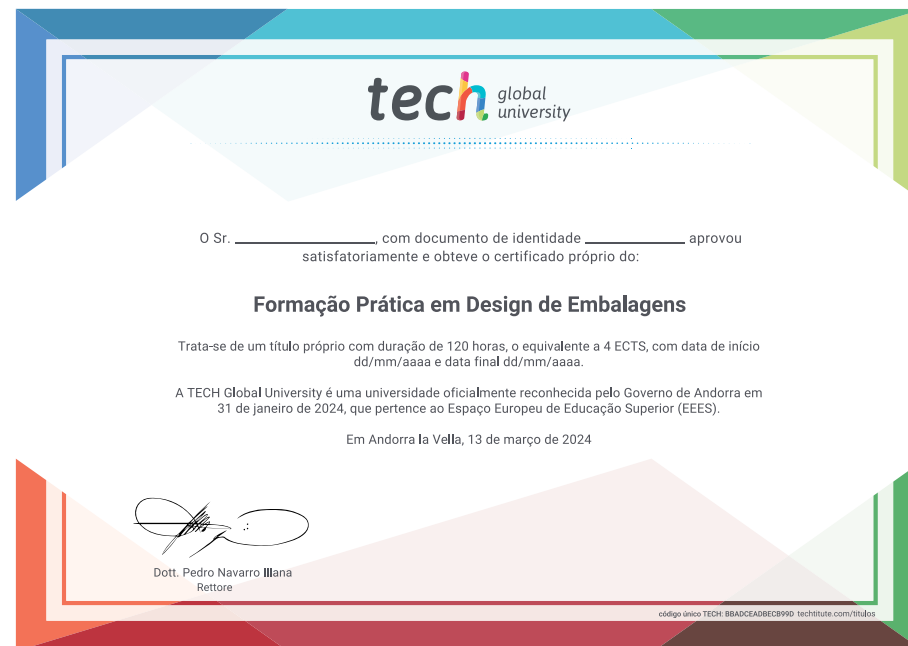 tech global university
O Sr. ____________________, com documento de identidade ______________ aprovou
satisfatoriamente e obteve o certificado próprio do:
Formação Prática em Design de Embalagens
Trata-se de um título próprio com duração de 120 horas, o equivalente a 4 ECTS, com data de início
dd/mm/aaaa e data final dd/mm/aaaa.
A TECH Global University é uma universidade oficialmente reconhecida pelo Governo de Andorra em
31 de janeiro de 2024, que pertence ao Espaço Europeu de Educação Superior (EEES).
Em Andorra la Vella, 13 de março de 2024
Dott. Pedro Navarro Illana
Rettore
código único TECH: BBADCEADBECB99D techtitute.com/titulos